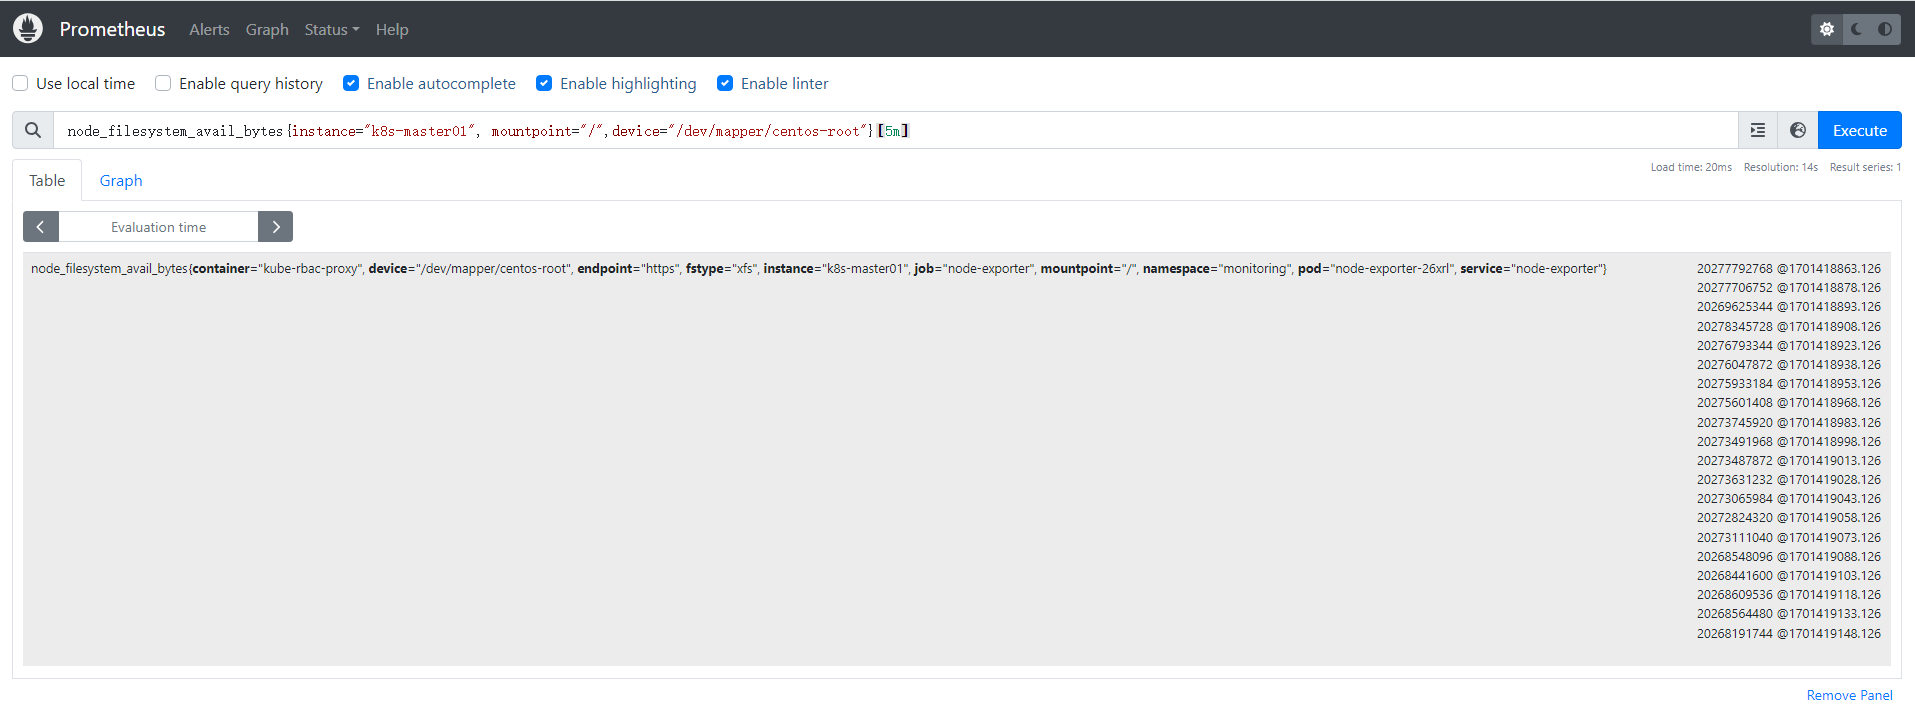 Prometheus Alerts Graph Status Help
Use local time Enable query history Enable autocomplete Enable highlighting Enable linter
node_filesystem_avail_bytes{instance="k8s-master01", mountpoint="/",device="/dev/mapper/centos-root"}[5m] Execute
Load time: 20ms Resolution: 14s Result series: 1
Table Graph
Evaluation time
node_filesystem_avail_bytes{container="kube-rbac-proxy", device="/dev/mapper/centos-root", endpoint="https", fstype="xfs", instance="k8s-master01", job="node-exporter", mountpoint="/", namespace="monitoring", pod="node-exporter-26xrl", service="node-exporter"} 20277792768 @1701418863.126
20277706752 @1701418878.126
20269625344 @1701418893.126
20278345728 @1701418908.126
20276793344 @1701418923.126
20276047872 @1701418938.126
20275933184 @1701418953.126
20275601408 @1701418968.126
20273745920 @1701418983.126
20273491968 @1701418998.126
20273487872 @1701419013.126
20273631232 @1701419028.126
20273065984 @1701419043.126
20272824320 @1701419058.126
20273111040 @1701419073.126
20268548096 @1701419088.126
20268441600 @1701419103.126
20268609536 @1701419118.126
20268564480 @1701419133.126
20268191744 @1701419148.126
Remove Panel